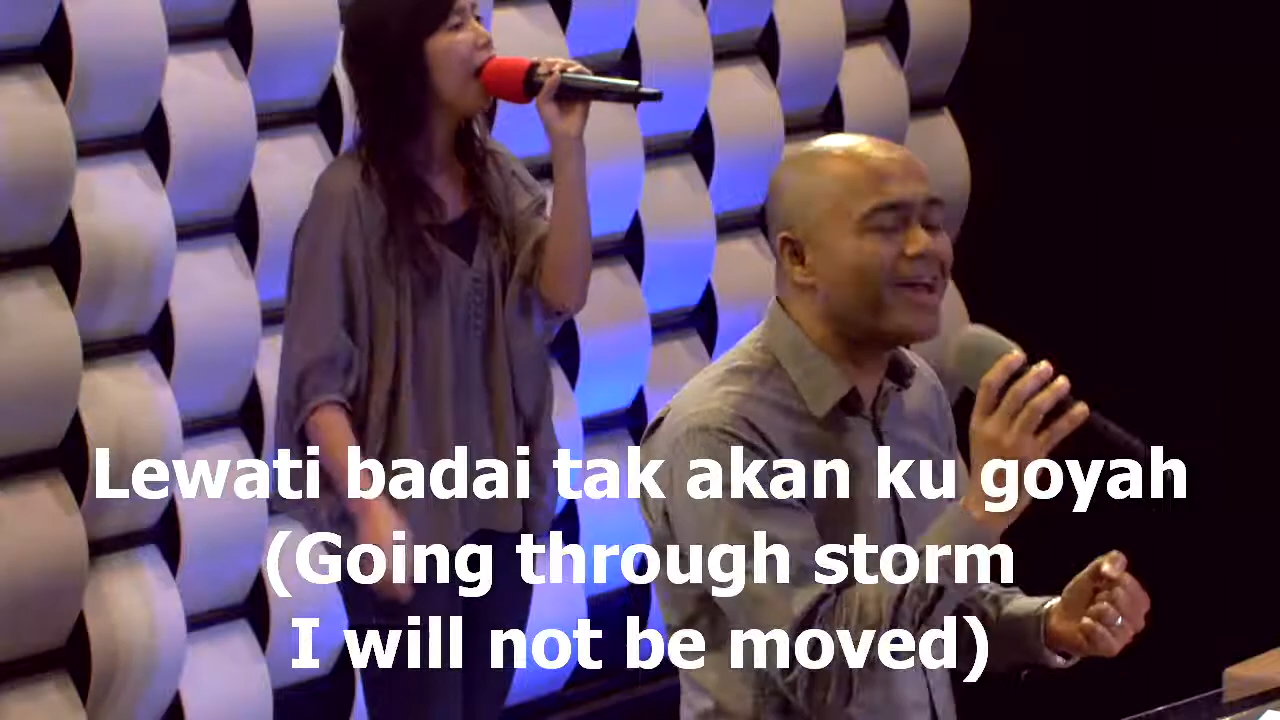 Lewati badai tak akan ku goyah
(Going through storm
I will not be moved)